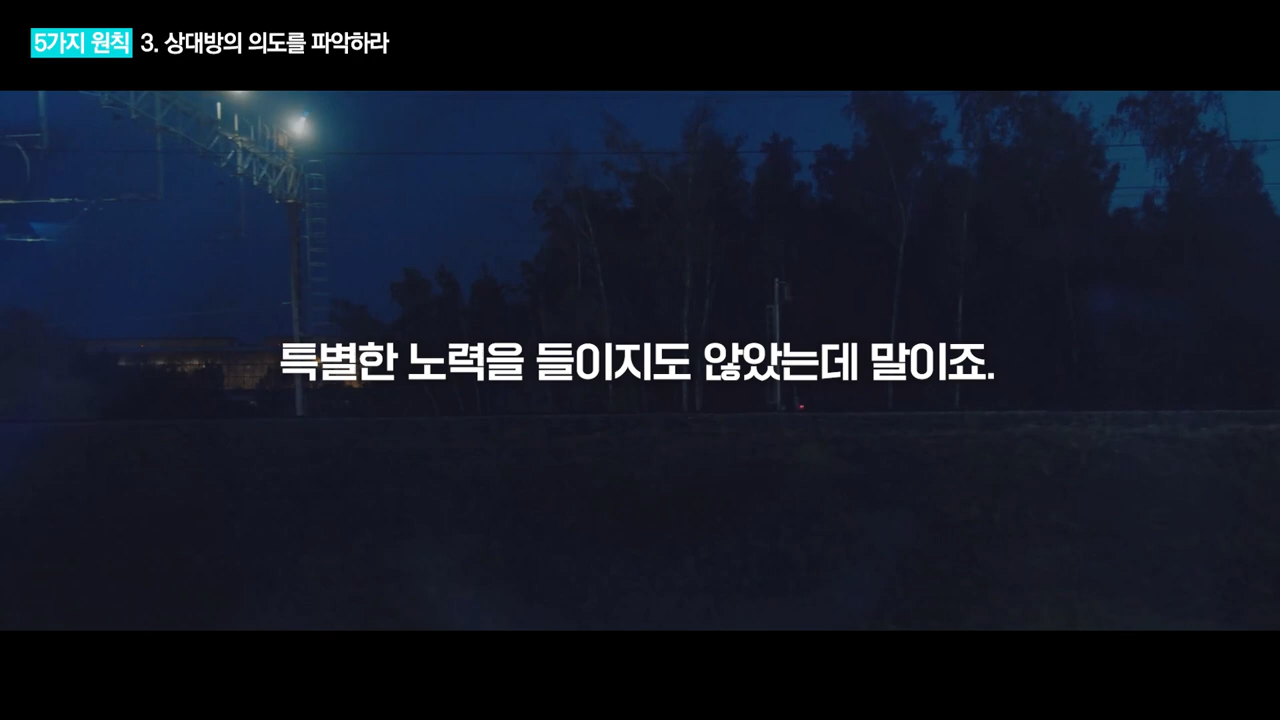 5가지 원칙 3. 상대방의 의도를 파악하라
특별한 노력을 들이지도 않았는데 말이죠.